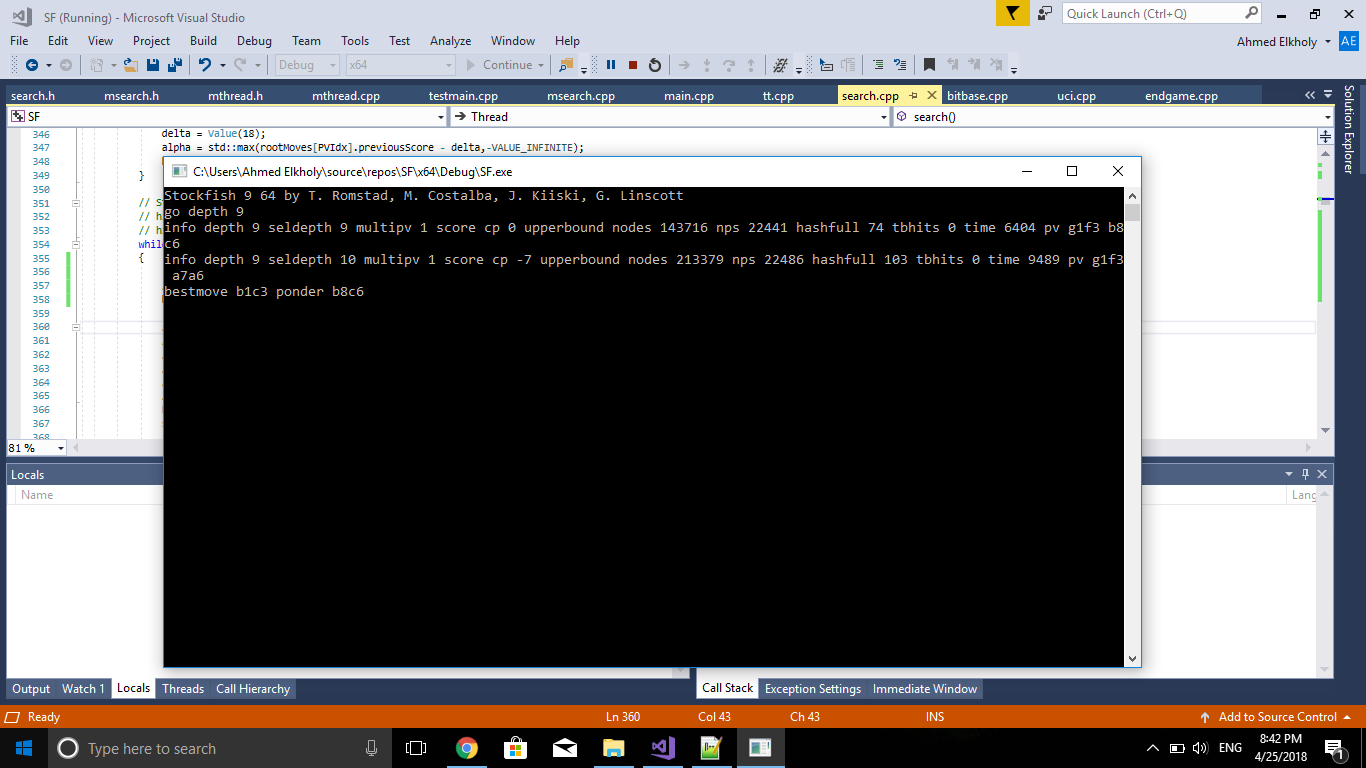 SF (Running) - Microsoft Visual Studio
Quick Launch (Ctrl+Q)
File Edit View Project Build Debug Team Tools Test Analyze Window Help
Ahmed Elkholy AE
Debug x64 Continue
search.h msearch.h mthread.h mthread.cpp testmain.cpp msearch.cpp main.cpp tt.cpp search.cpp bitbase.cpp uci.cpp endgame.cpp
Solution Explorer
SF Thread search()
346 delta = Value(18);
347 alpha = std::max(rootMoves[PVIdx].previousScore - delta,-VALUE_INFINITE);
348
349 }
350
351 // S
352 // h
353 // h
354 whil
355 {
356
357
358
359
360
361
362
363
364
365
366
367
368
81 %
C:\Users\Ahmed Elkholy\source\repos\SF\x64\Debug\SF.exe
Stockfish 9 64 by T. Romstad, M. Costalba, J. Kiiski, G. Linscott
go depth 9
info depth 9 seldepth 9 multipv 1 score cp 0 upperbound nodes 143716 nps 22441 hashfull 74 tbhits 0 time 6404 pv g1f3 b8
c6
info depth 9 seldepth 10 multipv 1 score cp -7 upperbound nodes 213379 nps 22486 hashfull 103 tbhits 0 time 9489 pv g1f3
a7a6
bestmove b1c3 ponder b8c6
Locals
Name
Lang
Output Watch 1 Locals Threads Call Hierarchy
Call Stack Exception Settings Immediate Window
Ready Ln 360 Col 43 Ch 43 INS Add to Source Control
Type here to search
ENG
8:42 PM
4/25/2018
1